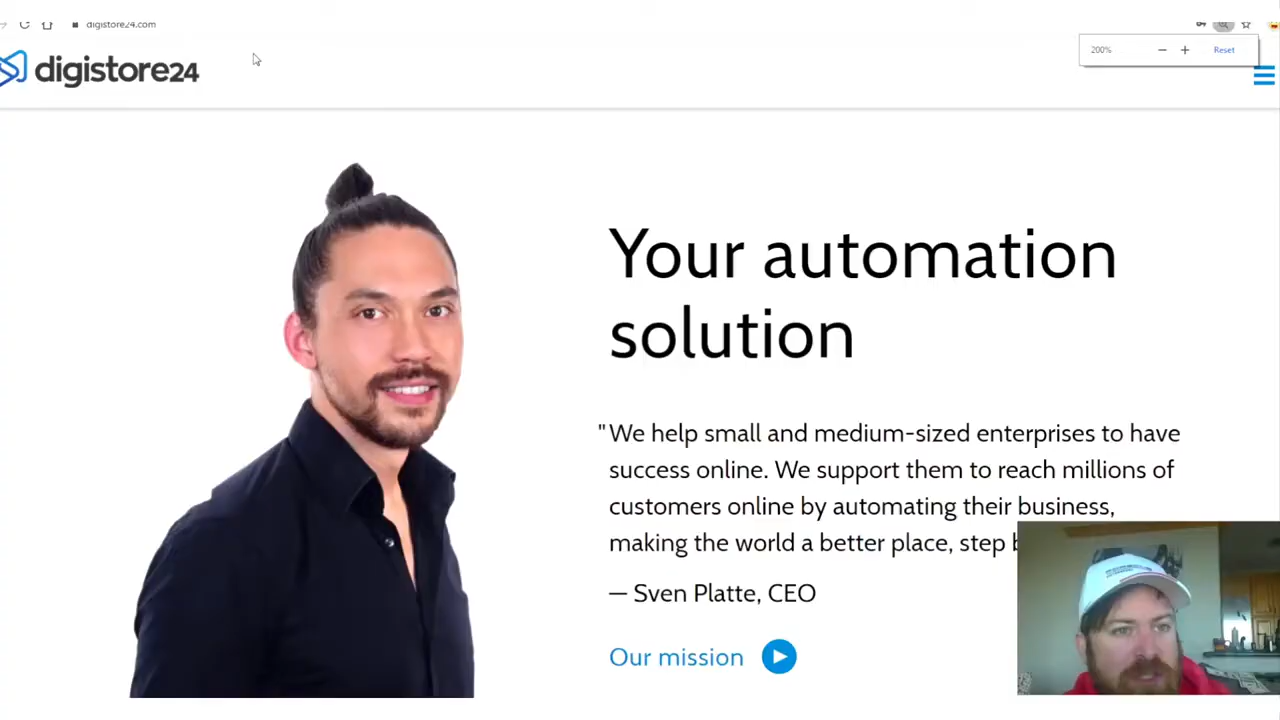 digistore24.com
200%
Reset
digistore24
Your automation
solution
"We help small and medium-sized enterprises to have
success online. We support them to reach millions of
customers online by automating their business,
making the world a better place, step
— Sven Platte, CEO
Our mission